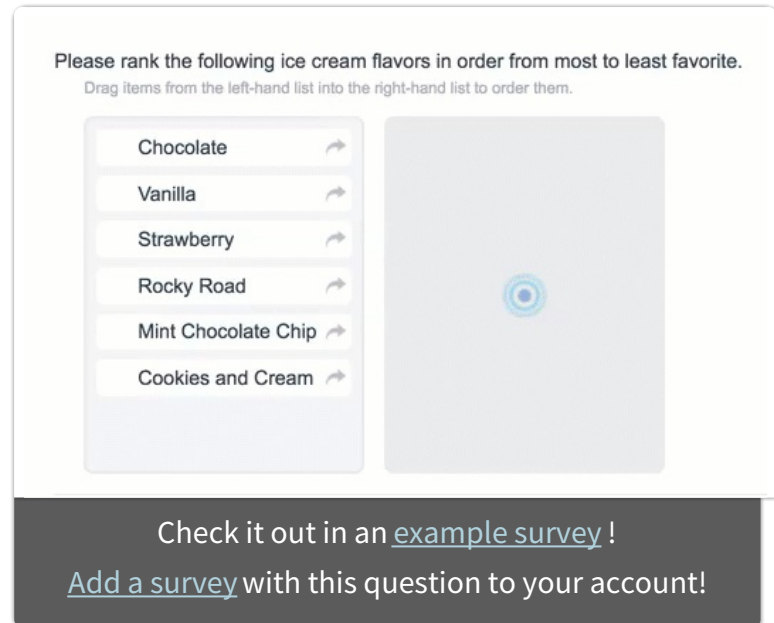 Please rank the following ice cream flavors in order from most to least favorite.
Drag items from the left-hand list into the right-hand list to order them.
Chocolate
Vanilla
Strawberry
Rocky Road
Mint Chocolate Chip
Cookies and Cream
Check it out in an example survey !
Add a survey with this question to your account!